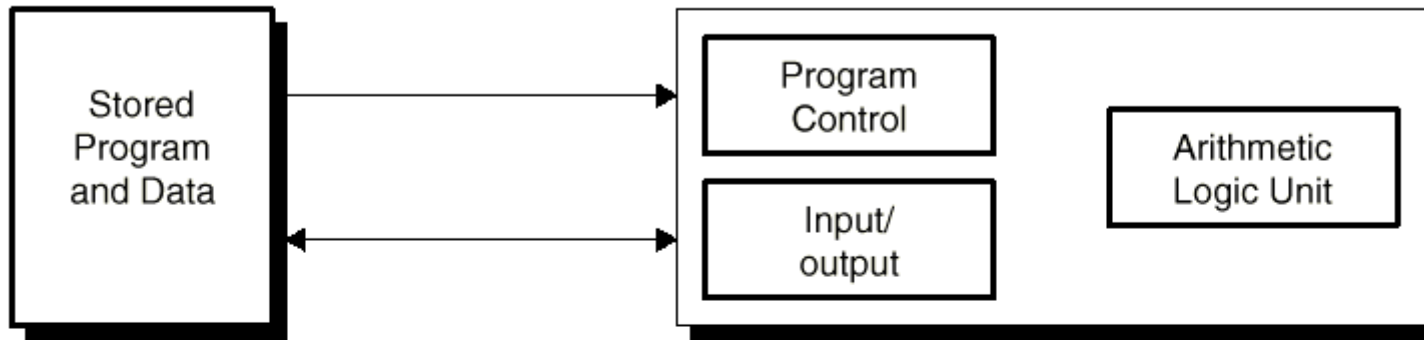 Stored
Program
and Data
Program
Control
Input/
output
Arithmetic
Logic Unit